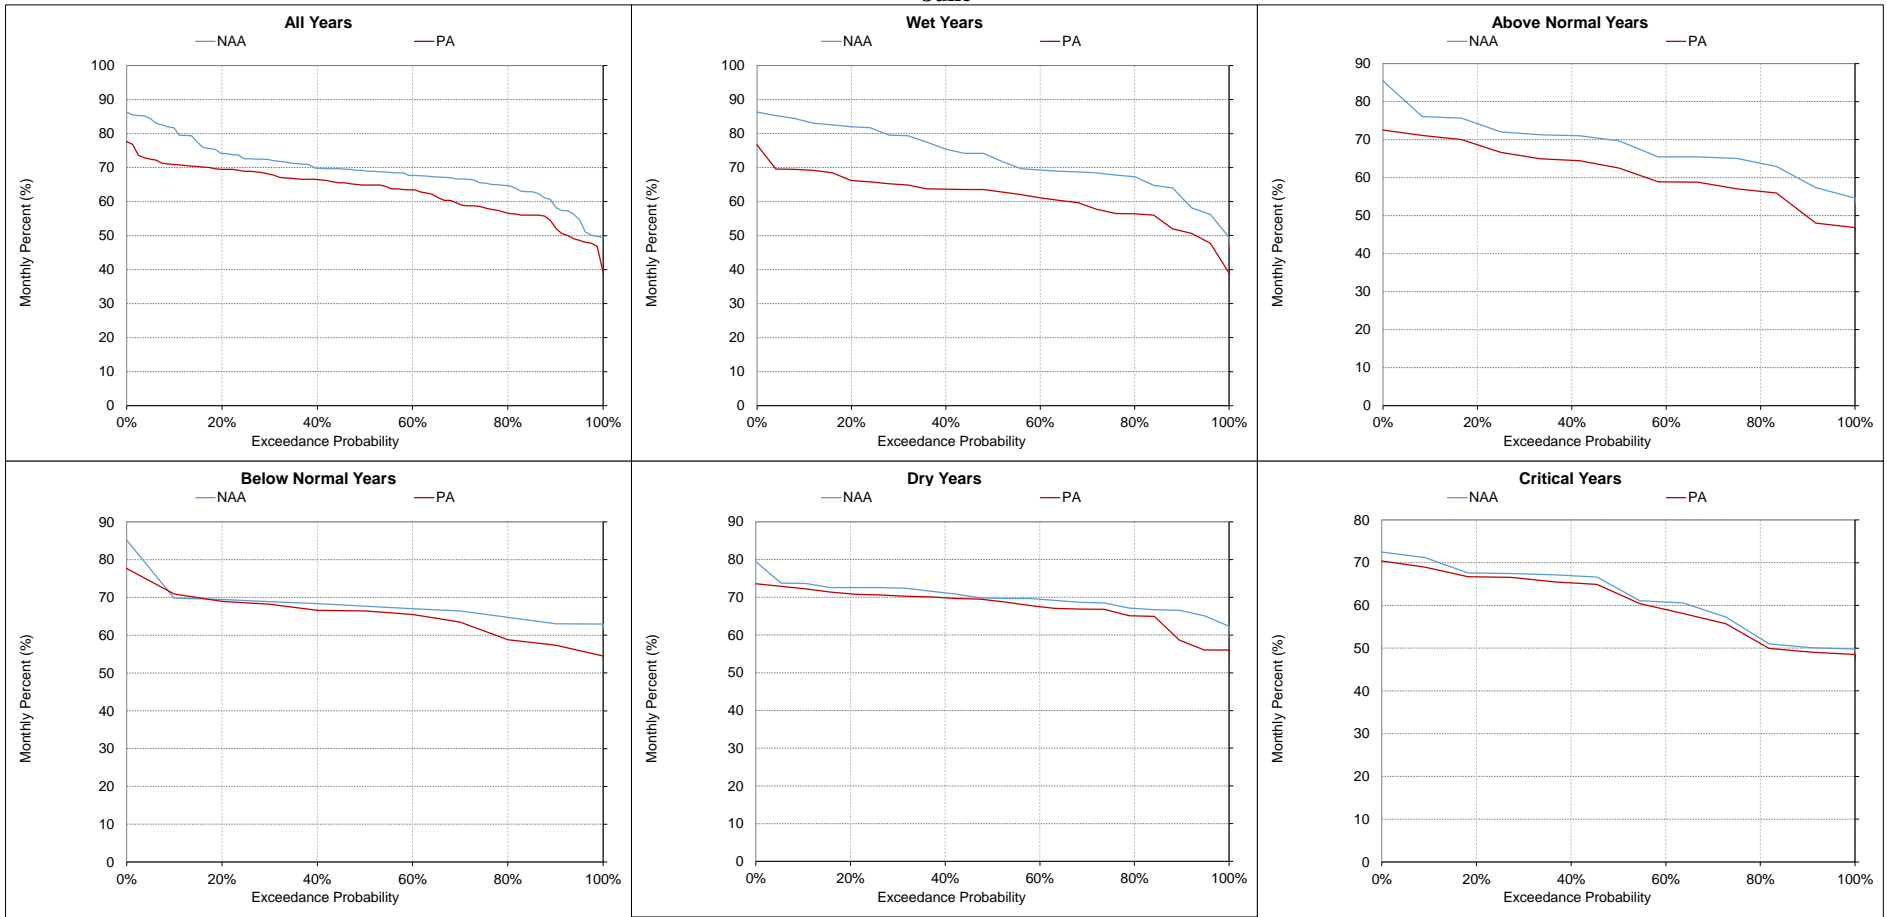 All Years
NAA PA
Monthly Percent (%)
100
90
80
70
60
50
40
30
20
10
0
0% 20% 40% 60% 80% 100%
Exceedance Probability
Wet Years
NAA PA
Monthly Percent (%)
100
90
80
70
60
50
40
30
20
10
0
0% 20% 40% 60% 80% 100%
Exceedance Probability
Above Normal Years
NAA PA
Monthly Percent (%)
90
80
70
60
50
40
30
20
10
0
0% 20% 40% 60% 80% 100%
Exceedance Probability
Below Normal Years
NAA PA
Monthly Percent (%)
90
80
70
60
50
40
30
20
10
0
0% 20% 40% 60% 80% 100%
Exceedance Probability
Dry Years
NAA PA
Monthly Percent (%)
90
80
70
60
50
40
30
20
10
0
0% 20% 40% 60% 80% 100%
Exceedance Probability
Critical Years
NAA PA
Monthly Percent (%)
80
70
60
50
40
30
20
10
0
0% 20% 40% 60% 80% 100%
Exceedance Probability